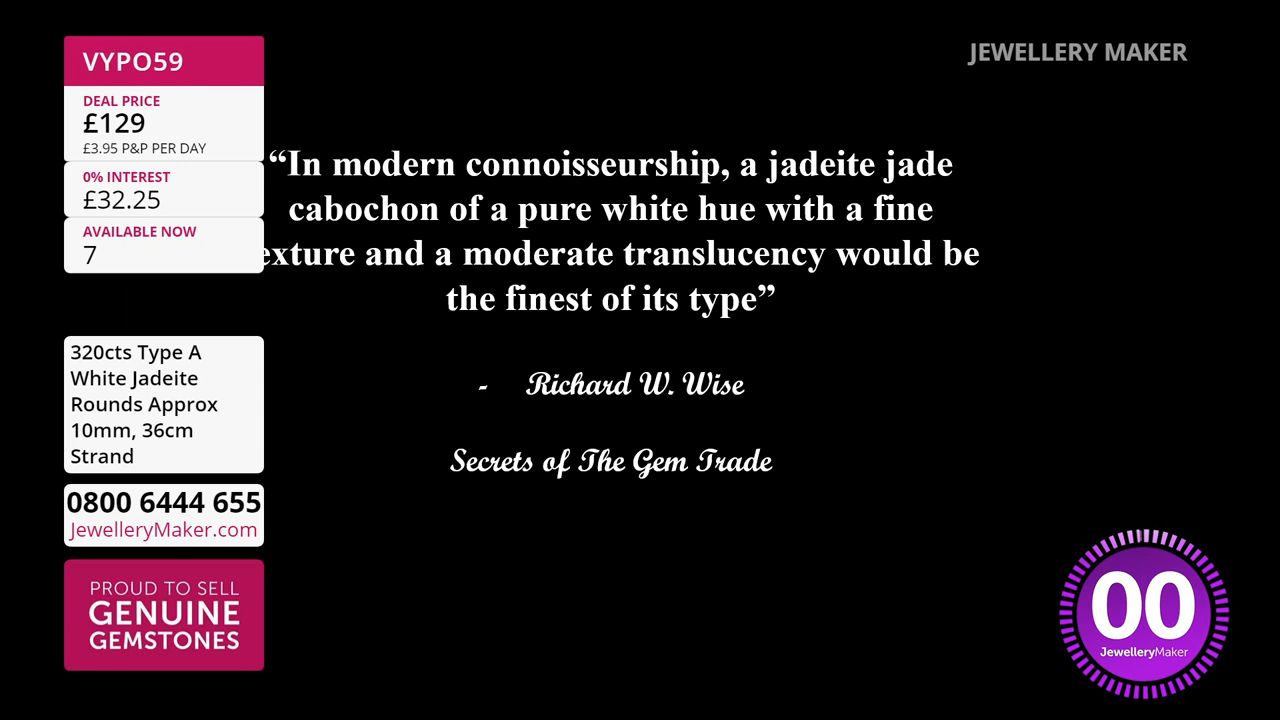 VYPO59
DEAL PRICE
£129
£3.95 P&P PER DAY
0% INTEREST
£32.25
AVAILABLE NOW
7
320cts Type A
White Jadeite
Rounds Approx
10mm, 36cm
Strand
0800 6444 655
JewelleryMaker.com
PROUD TO SELL
GENUINE
GEMSTONES
JEWELLERY MAKER
“In modern connoisseurship, a jadeite jade
cabochon of a pure white hue with a fine
exture and a moderate translucency would be
the finest of its type”
- Richard W. Wise
Secrets of The Gem Trade
00
JewelleryMaker